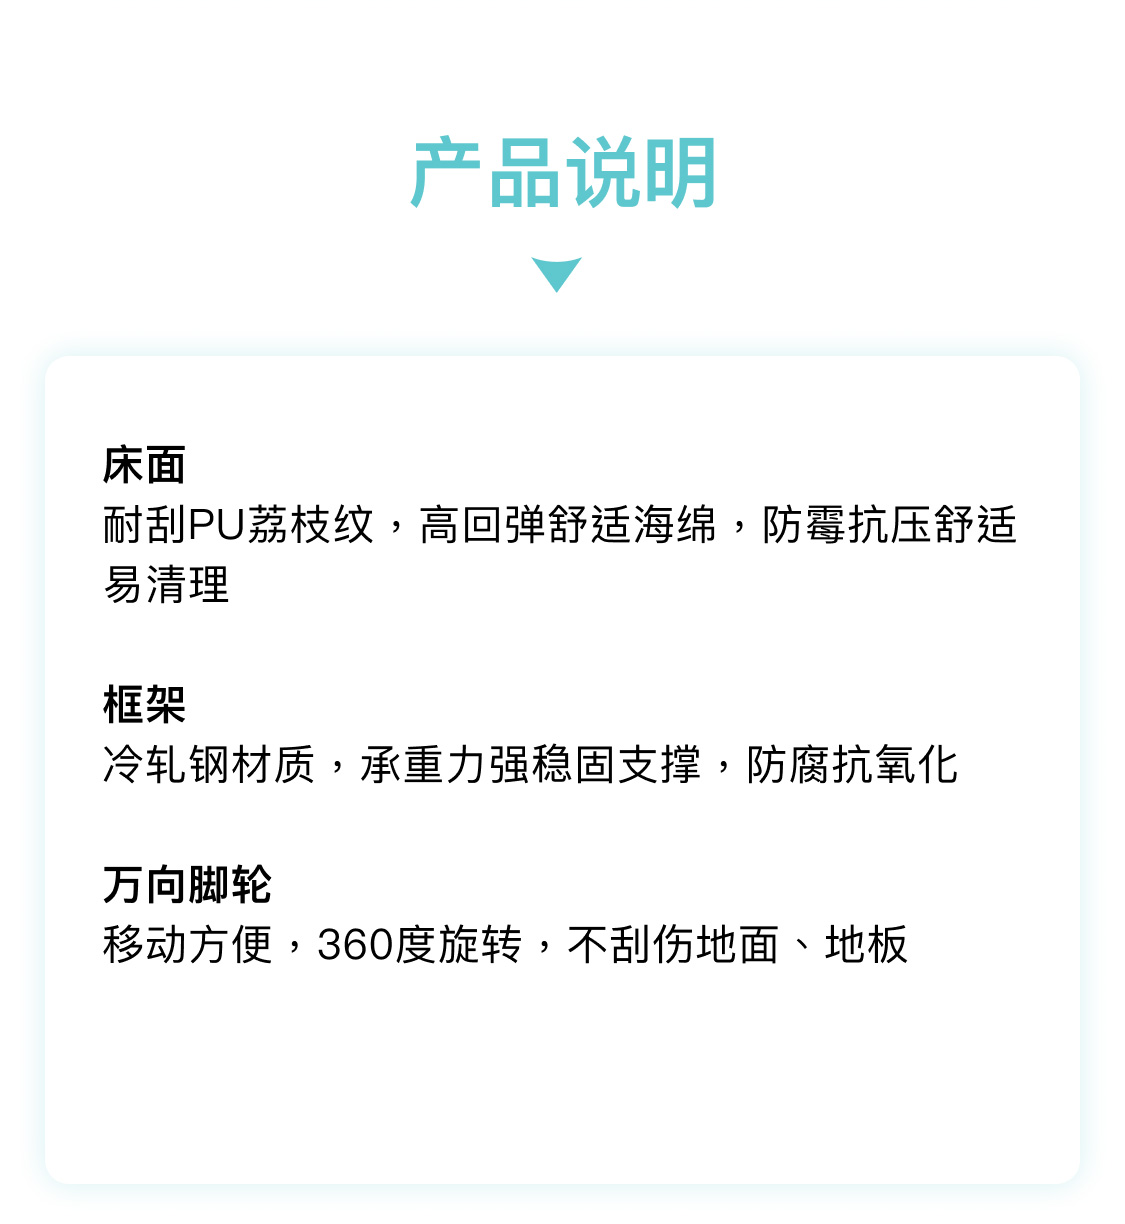 产品说明
床面
耐刮PU荔枝纹，高回弹舒适海绵，防霉抗压舒适
易清理
框架
冷轧钢材质，承重力强稳固支撑，防腐抗氧化
万向脚轮
移动方便，360度旋转，不刮伤地面、地板